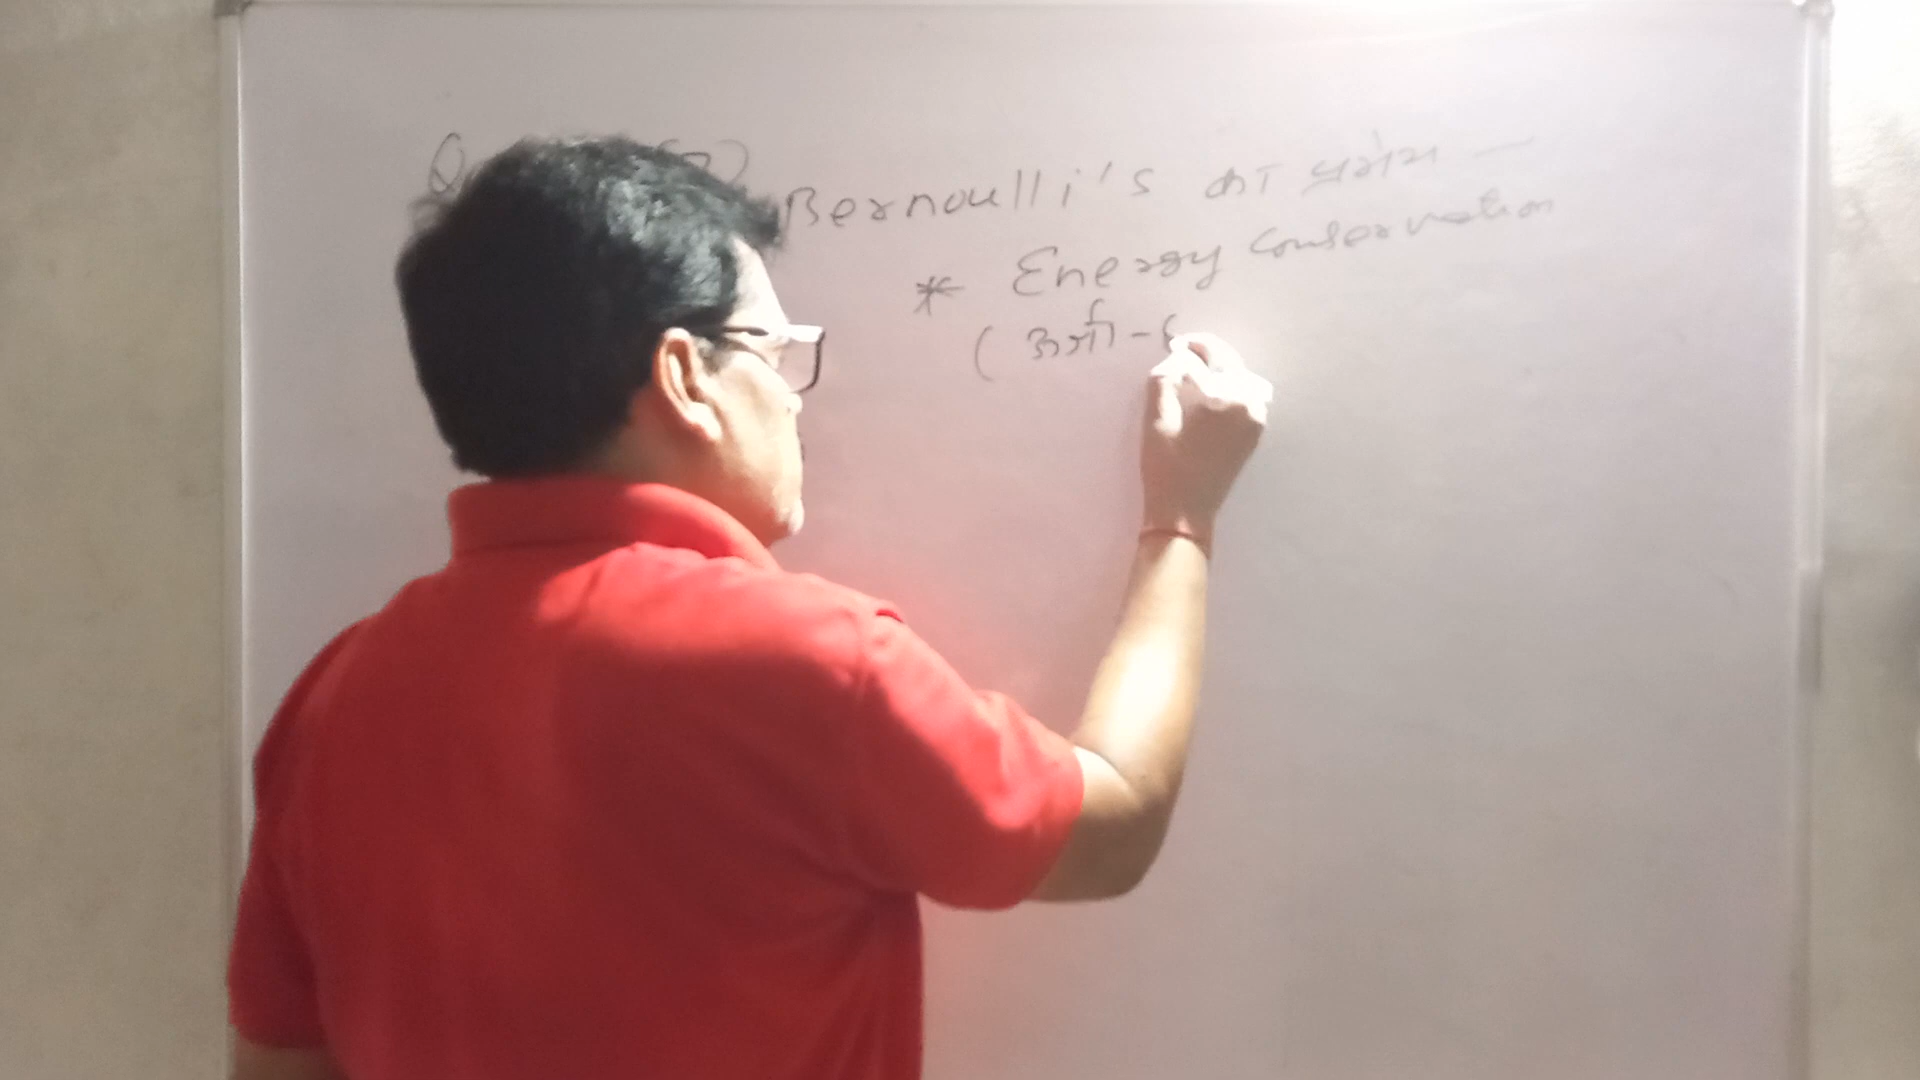 Bernoulli's का प्रमेय —
* Energy conservation
( ऊर्जा -